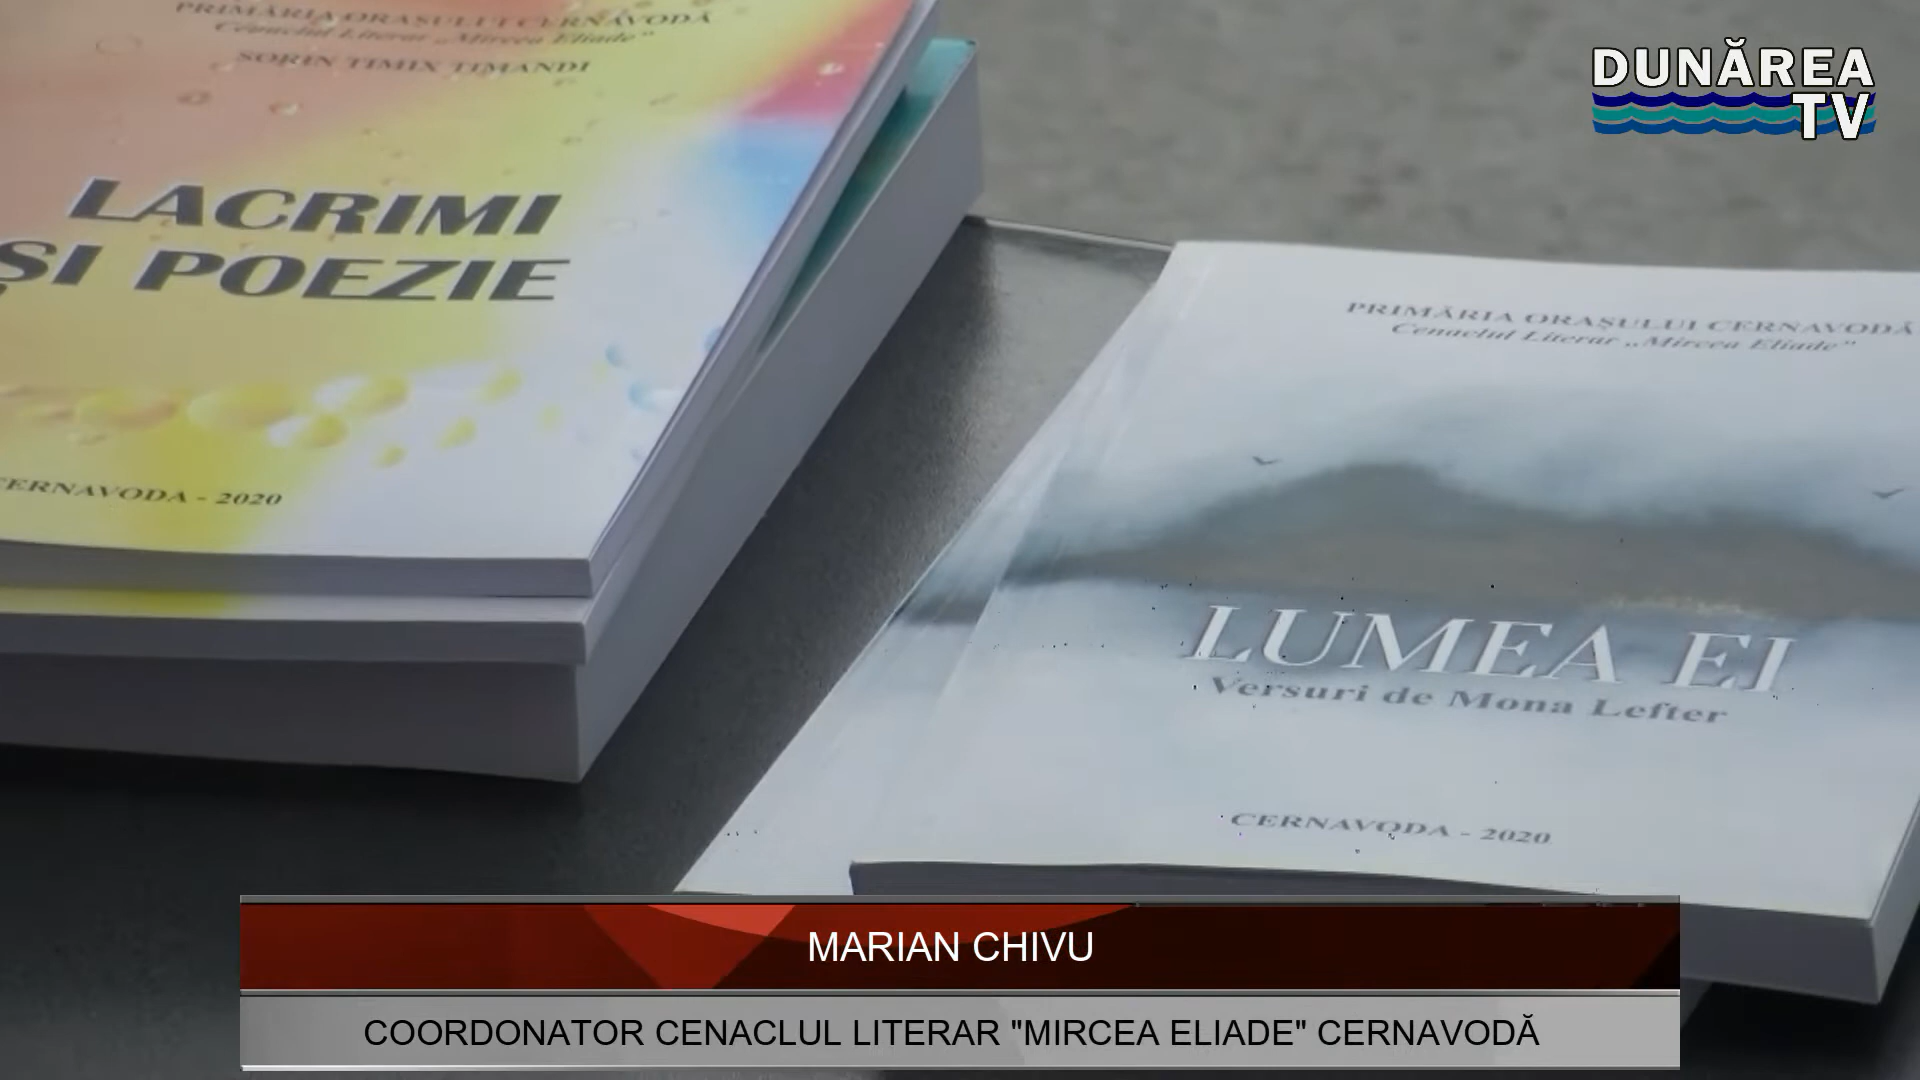 PRIMĂRIA ORAȘULUI CERNAVODĂ
Cenaclul Literar „Mircea Eliade”
SORIN TIMIX TIMANDI
LACRIMI
ȘI POEZIE
CERNAVODA - 2020
DUNĂREA
TV
PRIMĂRIA ORAȘULUI CERNAVODĂ
Cenaclul Literar „Mircea Eliade”
LUMEA EI
Versuri de Mona Lefter
CERNAVODA - 2020
MARIAN CHIVU
COORDONATOR CENACLUL LITERAR "MIRCEA ELIADE" CERNAVODĂ